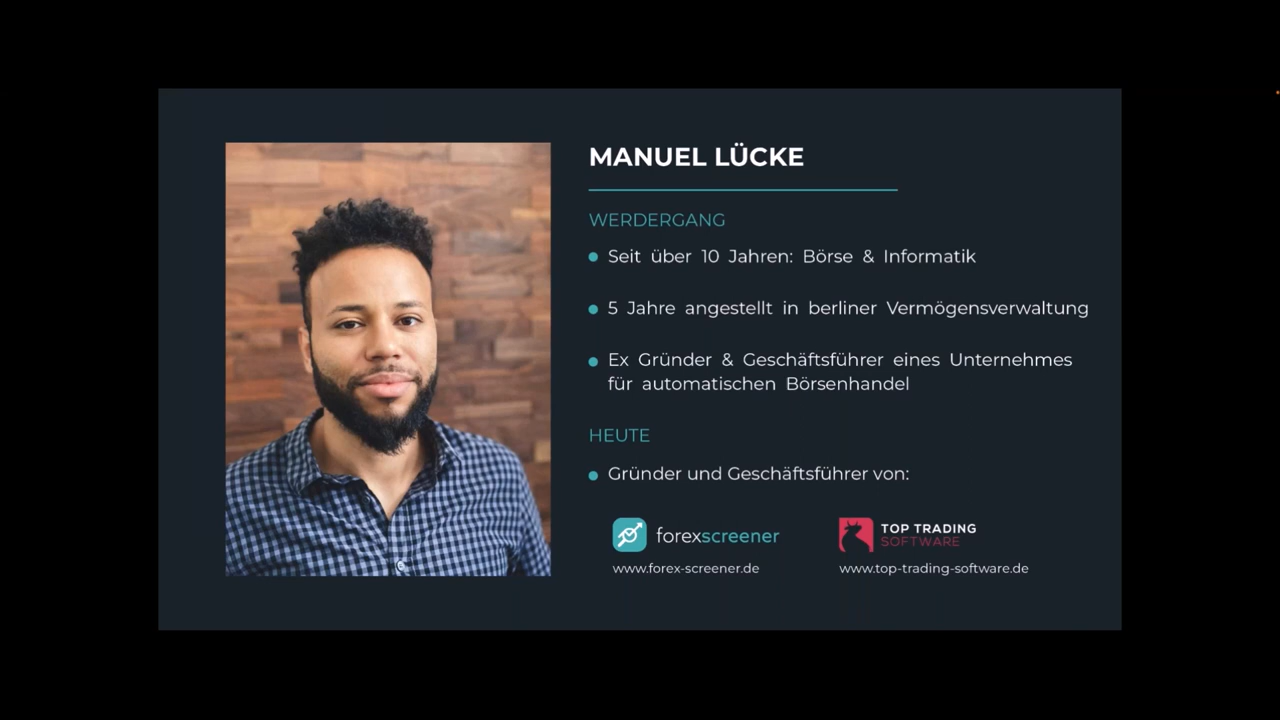 MANUEL LÜCKE
WERDERGANG
Seit über 10 Jahren: Börse & Informatik
5 Jahre angestellt in berliner Vermögensverwaltung
Ex Gründer & Geschäftsführer eines Unternehmes
für automatischen Börsenhandel
HEUTE
Gründer und Geschäftsführer von:
forexscreener
www.forex-screener.de
TOP TRADING
SOFTWARE
www.top-trading-software.de